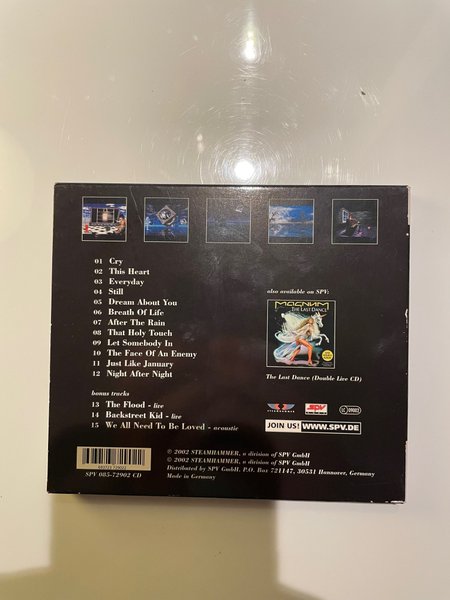 01 Cry
02 This Heart
03 Everyday
04 Still
05 Dream About You
06 Breath Of Life
07 After The Rain
08 That Holy Touch
09 Let Somebody In
10 The Face Of An Enemy
11 Just Like January
12 Night After Night
bonus tracks
13 The Flood - live
14 Backstreet Kid - live
15 We All Need To Be Loved - acoustic
also available on SPV:
MAGNUM
THE LAST DANCE
The Last Dance (Double Live CD)
SPV
JOIN US! WWW.SPV.DE
SPV 085-72902 CD
℗ 2002 STEAMHAMMER, a division of SPV GmbH
© 2002 STEAMHAMMER, a division of SPV GmbH
Distributed by SPV GmbH. P.O. Box 721147, 30531 Hannover, Germany
Made in Germany